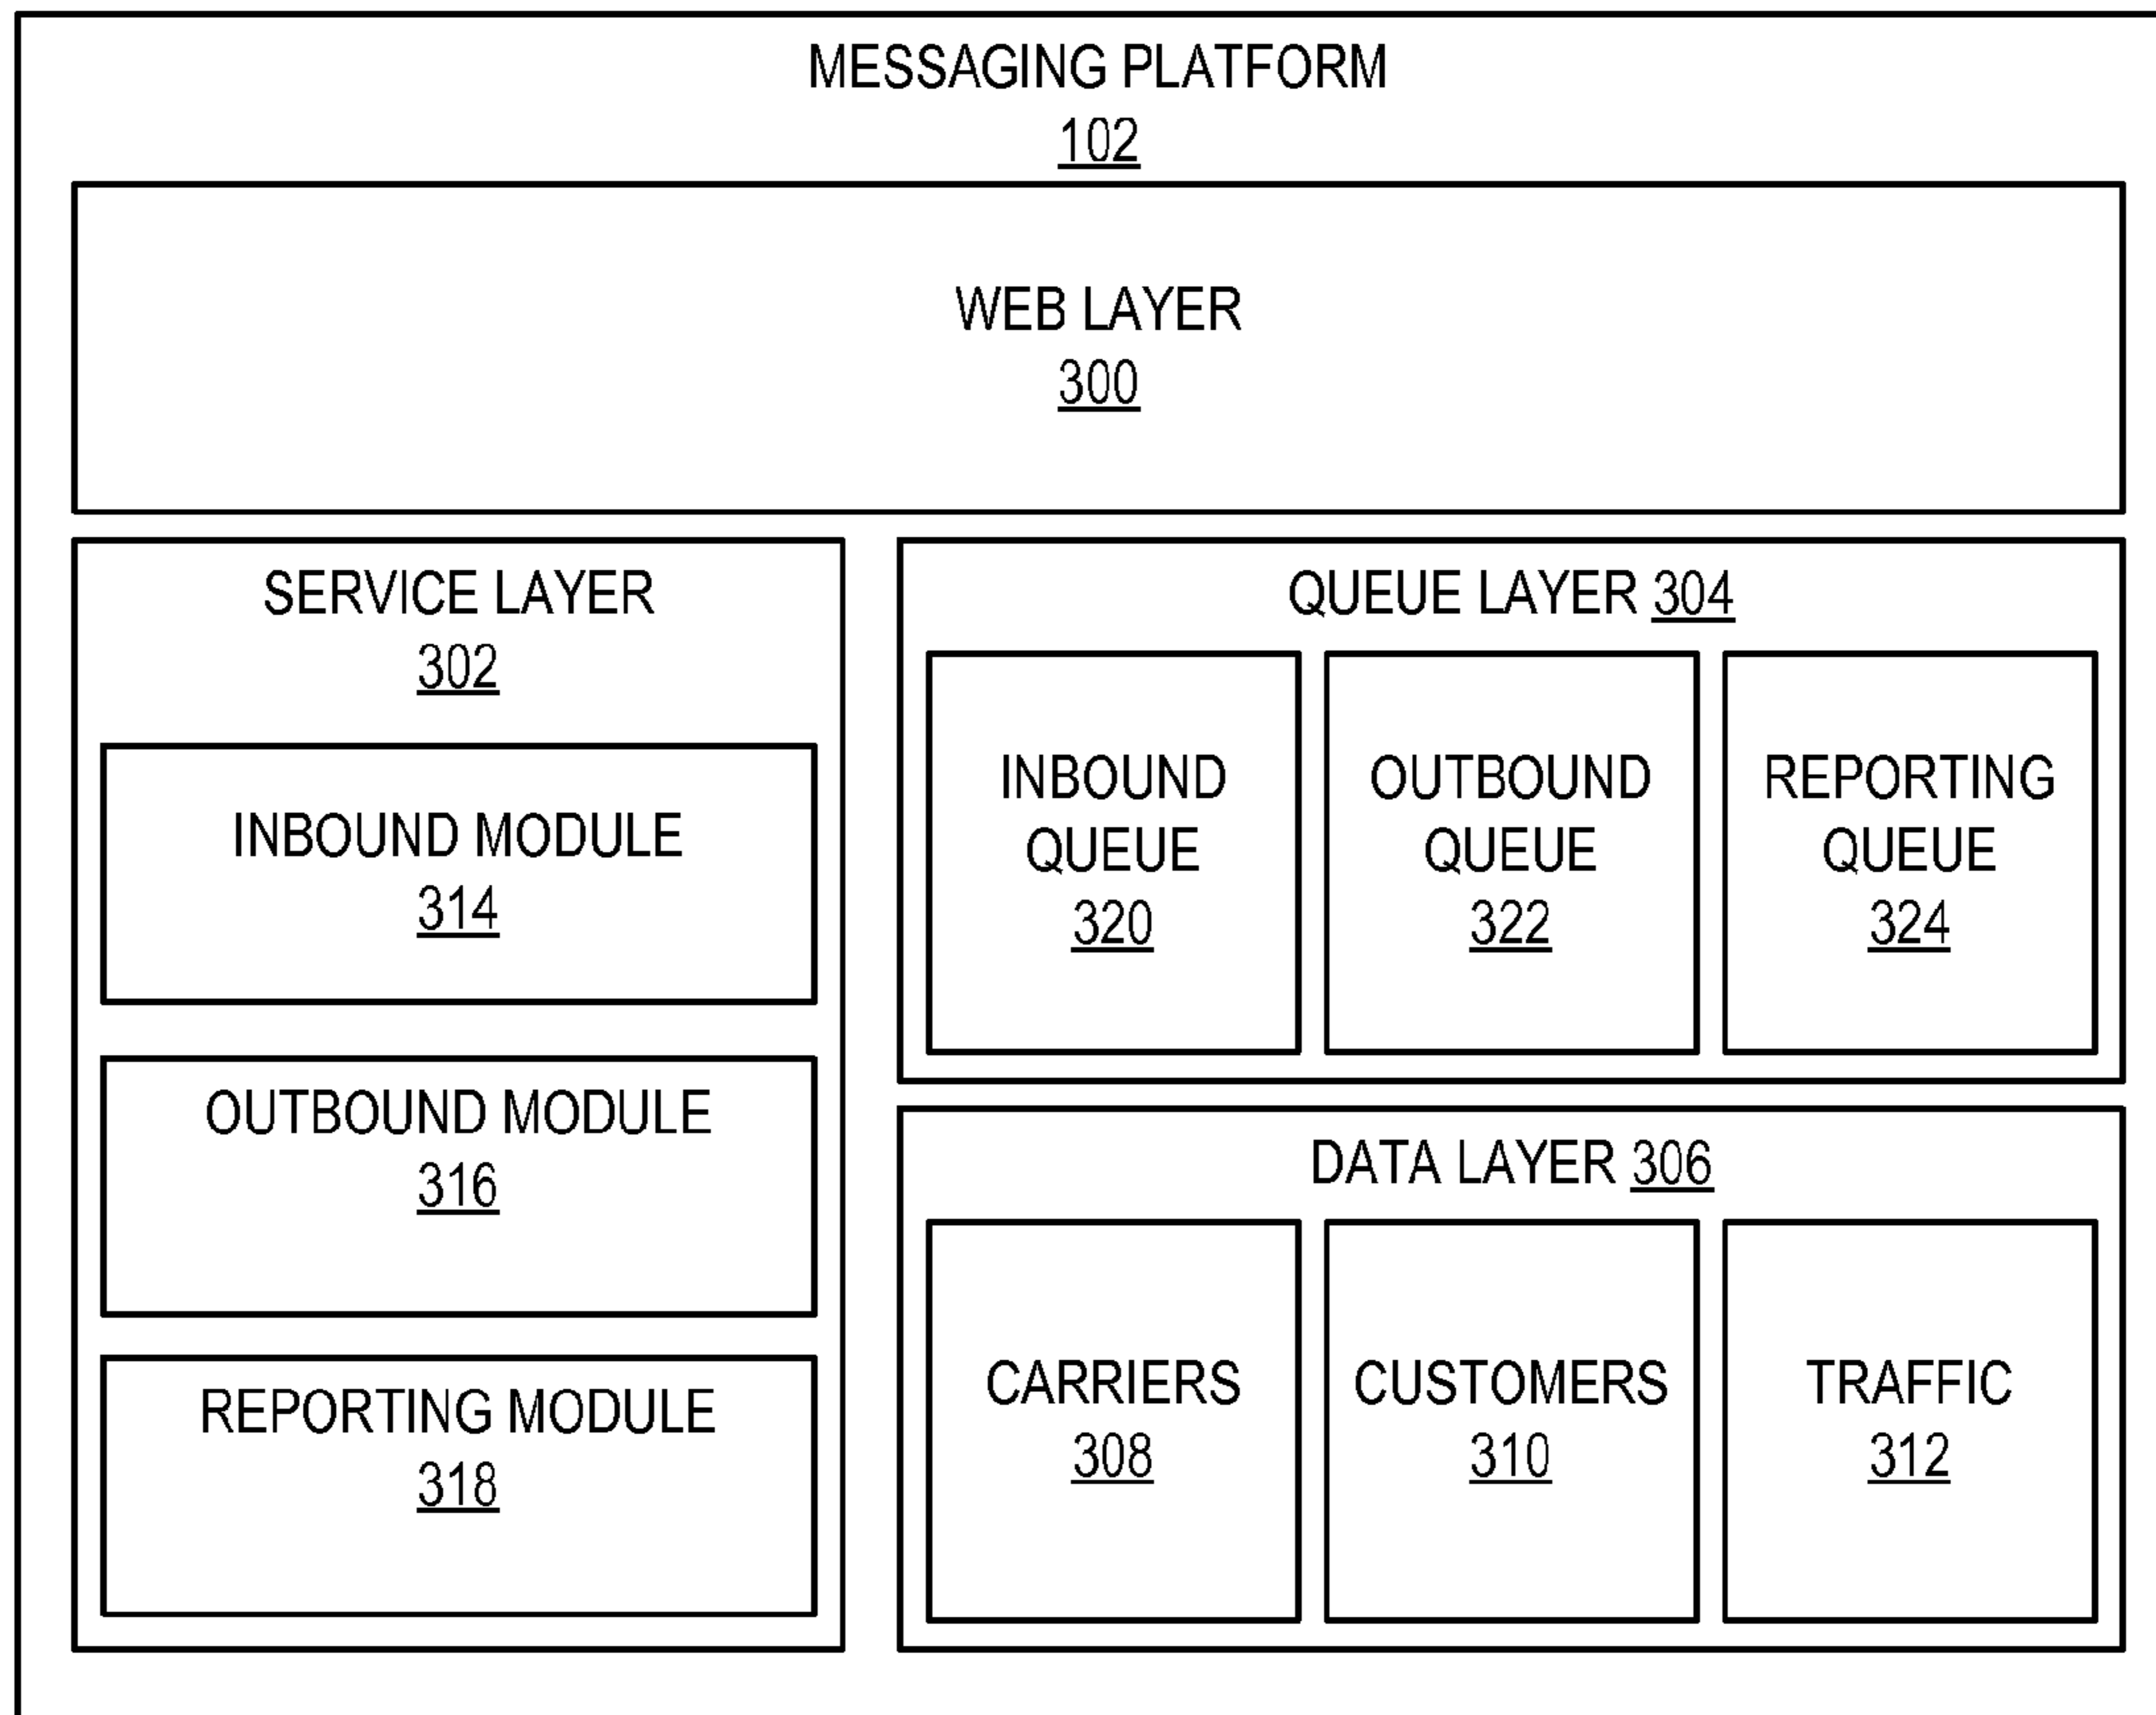 MESSAGING PLATFORM
102
WEB LAYER
300
SERVICE LAYER
302
INBOUND MODULE
314
OUTBOUND MODULE
316
REPORTING MODULE
318
QUEUE LAYER 304
INBOUND
QUEUE
320
OUTBOUND
QUEUE
322
REPORTING
QUEUE
324
DATA LAYER 306
CARRIERS
308
CUSTOMERS
310
TRAFFIC
312